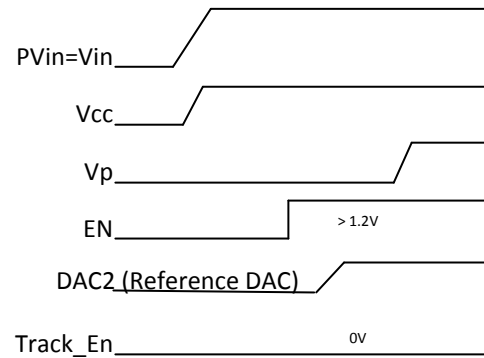 PVin=Vin
Vcc
Vp
EN
> 1.2V
DAC2 (Reference DAC)
Track_En
0V